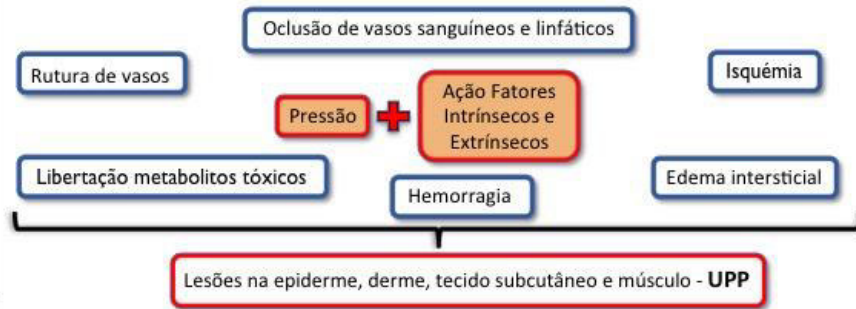 Oclusão de vasos sanguíneos e linfáticos
Rutura de vasos
Isquémia
Pressão
Ação Fatores
Intrínsecos e
Extrínsecos
Libertação metabolitos tóxicos
Hemorragia
Edema intersticial
Lesões na epiderme, derme, tecido subcutâneo e músculo - UPP